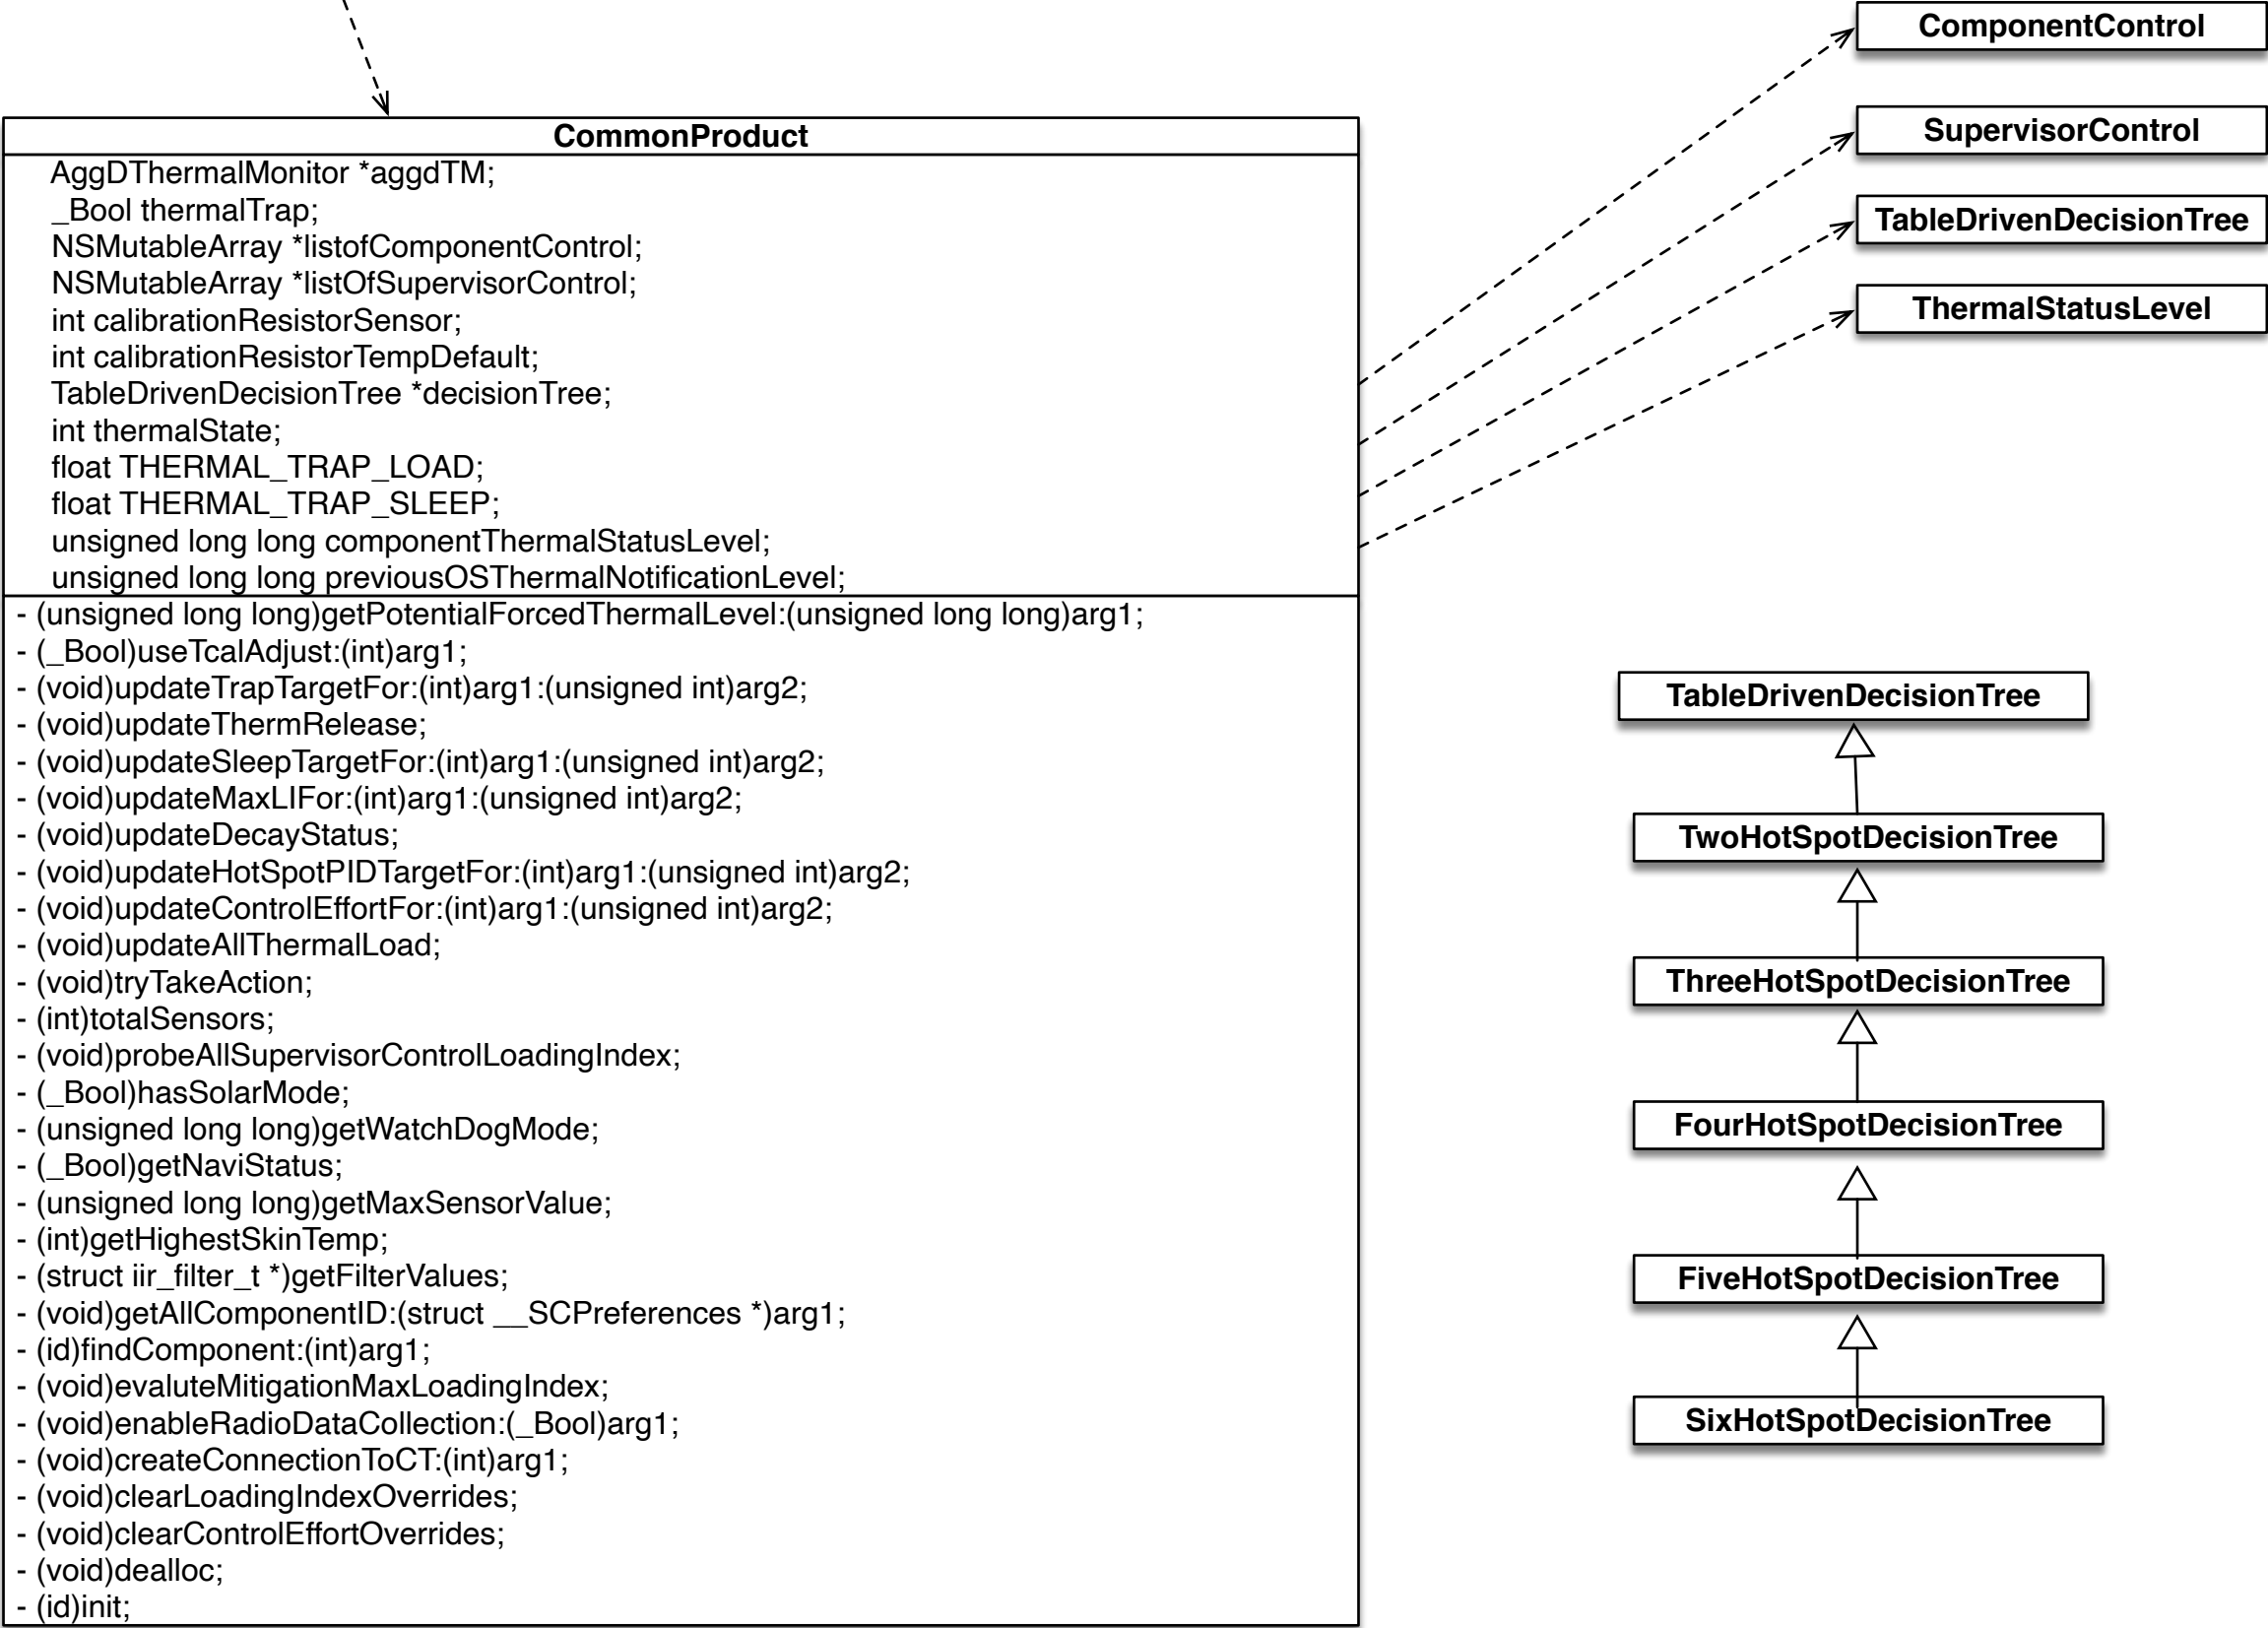 ComponentControl
SupervisorControl
TableDrivenDecisionTree
ThermalStatusLevel
CommonProduct
AggDThermalMonitor *aggdTM;
_Bool thermalTrap;
NSMutableArray *listofComponentControl;
NSMutableArray *listOfSupervisorControl;
int calibrationResistorSensor;
int calibrationResistorTempDefault;
TableDrivenDecisionTree *decisionTree;
int thermalState;
float THERMAL_TRAP_LOAD;
float THERMAL_TRAP_SLEEP;
unsigned long long componentThermalStatusLevel;
unsigned long long previousOSThermalNotificationLevel;
- (unsigned long long)getPotentialForcedThermalLevel:(unsigned long long)arg1;
- (_Bool)useTcalAdjust:(int)arg1;
- (void)updateTrapTargetFor:(int)arg1:(unsigned int)arg2;
- (void)updateThermRelease;
- (void)updateSleepTargetFor:(int)arg1:(unsigned int)arg2;
- (void)updateMaxLIFor:(int)arg1:(unsigned int)arg2;
- (void)updateDecayStatus;
- (void)updateHotSpotPIDTargetFor:(int)arg1:(unsigned int)arg2;
- (void)updateControlEffortFor:(int)arg1:(unsigned int)arg2;
- (void)updateAllThermalLoad;
- (void)tryTakeAction;
- (int)totalSensors;
- (void)probeAllSupervisorControlLoadingIndex;
- (_Bool)hasSolarMode;
- (unsigned long long)getWatchDogMode;
- (_Bool)getNaviStatus;
- (unsigned long long)getMaxSensorValue;
- (int)getHighestSkinTemp;
- (struct iir_filter_t *)getFilterValues;
- (void)getAllComponentID:(struct __SCPreferences *)arg1;
- (id)findComponent:(int)arg1;
- (void)evaluteMitigationMaxLoadingIndex;
- (void)enableRadioDataCollection:(_Bool)arg1;
- (void)createConnectionToCT:(int)arg1;
- (void)clearLoadingIndexOverrides;
- (void)clearControlEffortOverrides;
- (void)dealloc;
- (id)init;
TableDrivenDecisionTree
TwoHotSpotDecisionTree
ThreeHotSpotDecisionTree
FourHotSpotDecisionTree
FiveHotSpotDecisionTree
SixHotSpotDecisionTree